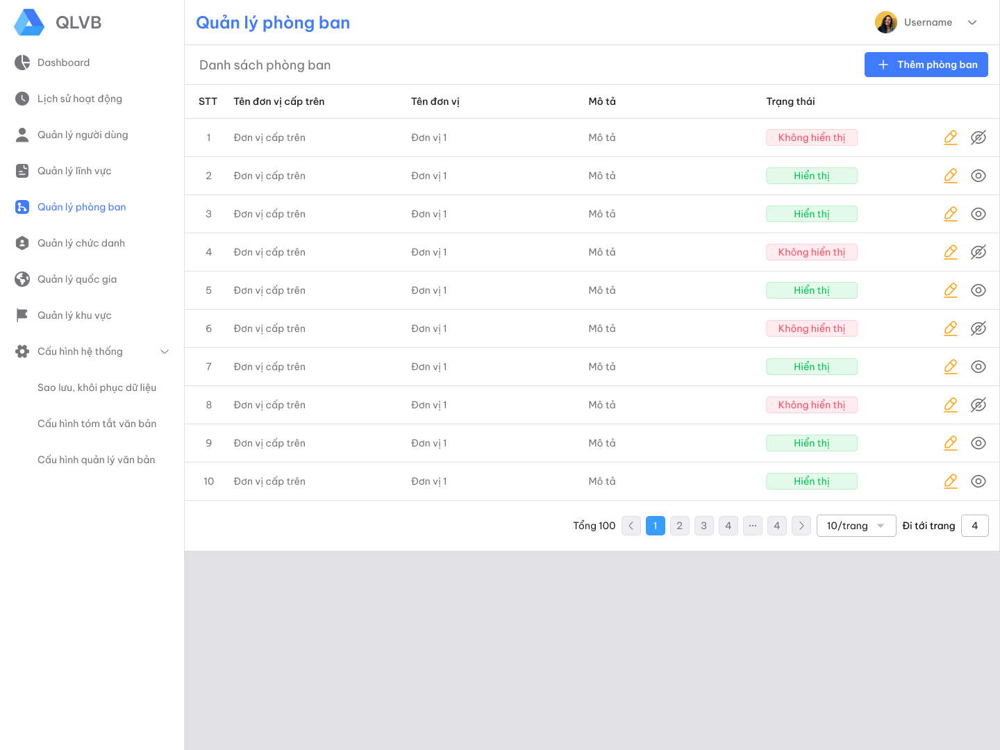 QLVB
Dashboard
Lịch sử hoạt động
Quản lý người dùng
Quản lý lĩnh vực
Quản lý phòng ban
Quản lý chức danh
Quản lý quốc gia
Quản lý khu vực
Cấu hình hệ thống
Sao lưu, khôi phục dữ liệu
Cấu hình tóm tắt văn bản
Cấu hình quản lý văn bản
Quản lý phòng ban
Username
Danh sách phòng ban
Thêm phòng ban
STT Tên đơn vị cấp trên Tên đơn vị Mô tả Trạng thái
1 Đơn vị cấp trên Đơn vị 1 Mô tả Không hiển thị
2 Đơn vị cấp trên Đơn vị 1 Mô tả Hiển thị
3 Đơn vị cấp trên Đơn vị 1 Mô tả Hiển thị
4 Đơn vị cấp trên Đơn vị 1 Mô tả Không hiển thị
5 Đơn vị cấp trên Đơn vị 1 Mô tả Hiển thị
6 Đơn vị cấp trên Đơn vị 1 Mô tả Không hiển thị
7 Đơn vị cấp trên Đơn vị 1 Mô tả Hiển thị
8 Đơn vị cấp trên Đơn vị 1 Mô tả Không hiển thị
9 Đơn vị cấp trên Đơn vị 1 Mô tả Hiển thị
10 Đơn vị cấp trên Đơn vị 1 Mô tả Hiển thị
Tổng 100 1 2 3 4 ··· 4 10/trang Đi tới trang 4